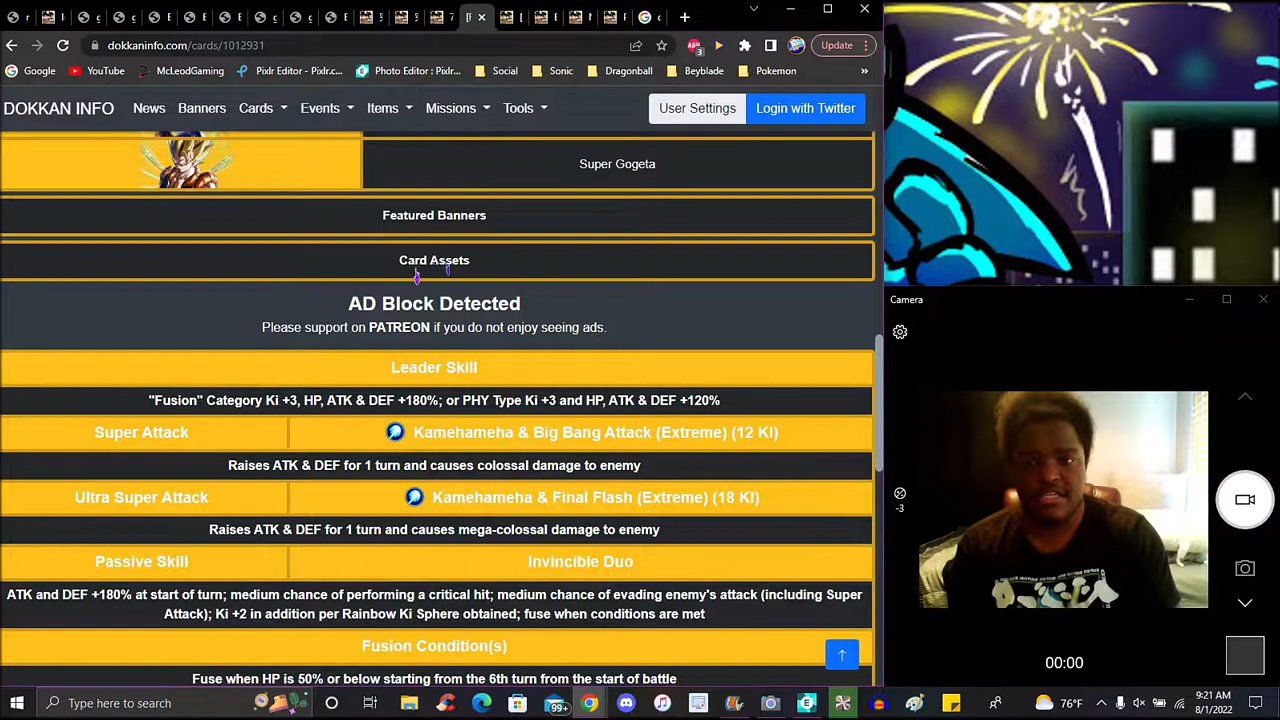 dokkaninfo.com/cards/1012931
3
Update
Google
YouTube
McLeodGaming
Pixlr Editor - Pixlr.c...
Photo Editor : Pixlr...
Social
Sonic
Dragonball
Beyblade
Pokemon
»
DOKKAN INFO
News
Banners
Cards
Events
Items
Missions
Tools
User Settings
Login with Twitter
Super Gogeta
Featured Banners
Card Assets
AD Block Detected
Please support on PATREON if you do not enjoy seeing ads.
Leader Skill
"Fusion" Category Ki +3, HP, ATK & DEF +180%; or PHY Type Ki +3 and HP, ATK & DEF +120%
Super Attack
Kamehameha & Big Bang Attack (Extreme) (12 KI)
Raises ATK & DEF for 1 turn and causes colossal damage to enemy
Ultra Super Attack
Kamehameha & Final Flash (Extreme) (18 KI)
Raises ATK & DEF for 1 turn and causes mega-colossal damage to enemy
Passive Skill
Invincible Duo
ATK and DEF +180% at start of turn; medium chance of performing a critical hit; medium chance of evading enemy's attack (including Super
Attack); Ki +2 in addition per Rainbow Ki Sphere obtained; fuse when conditions are met
Fusion Condition(s)
Fuse when HP is 50% or below starting from the 6th turn from the start of battle
Camera
-3
00:00
Type here to search
99+
76°F
9:21 AM
8/1/2022